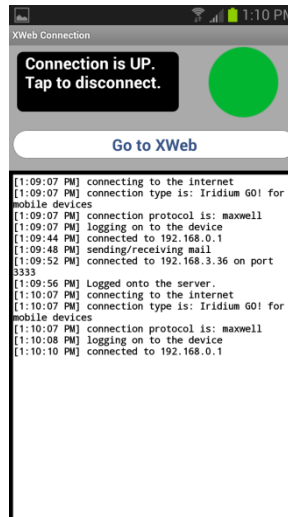 1:10 PM
XWeb Connection
Connection is UP.
Tap to disconnect.
Go to XWeb
[1:09:07 PM] connecting to the internet
[1:09:07 PM] connection type is: Iridium GO! for
mobile devices
[1:09:07 PM] connection protocol is: maxwell
[1:09:07 PM] logging on to the device
[1:09:44 PM] connected to 192.168.0.1
[1:09:48 PM] sending/receiving mail
[1:09:52 PM] connected to 192.168.3.36 on port
3333
[1:09:56 PM] Logged onto the server.
[1:10:07 PM] connecting to the internet
[1:10:07 PM] connection type is: Iridium GO! for
mobile devices
[1:10:07 PM] connection protocol is: maxwell
[1:10:08 PM] logging on to the device
[1:10:10 PM] connected to 192.168.0.1